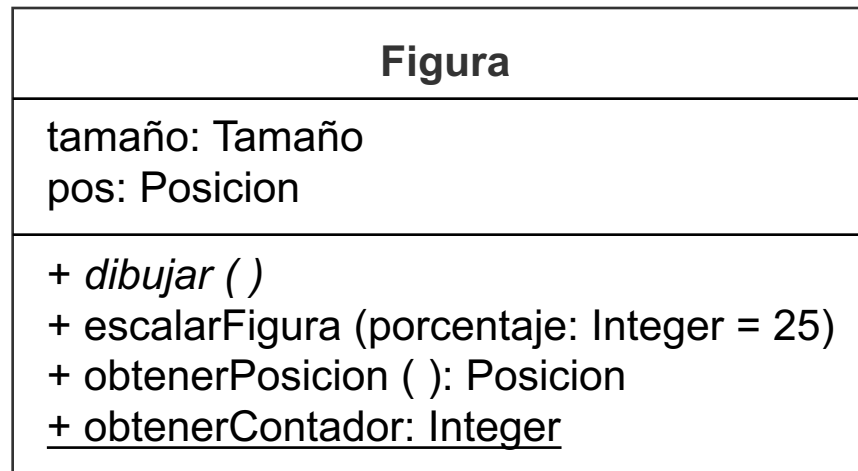 Figura
tamaño: Tamaño
pos: Posicion
+ dibujar ( )
+ escalarFigura (porcentaje: Integer = 25)
+ obtenerPosicion ( ): Posicion
+ obtenerContador: Integer